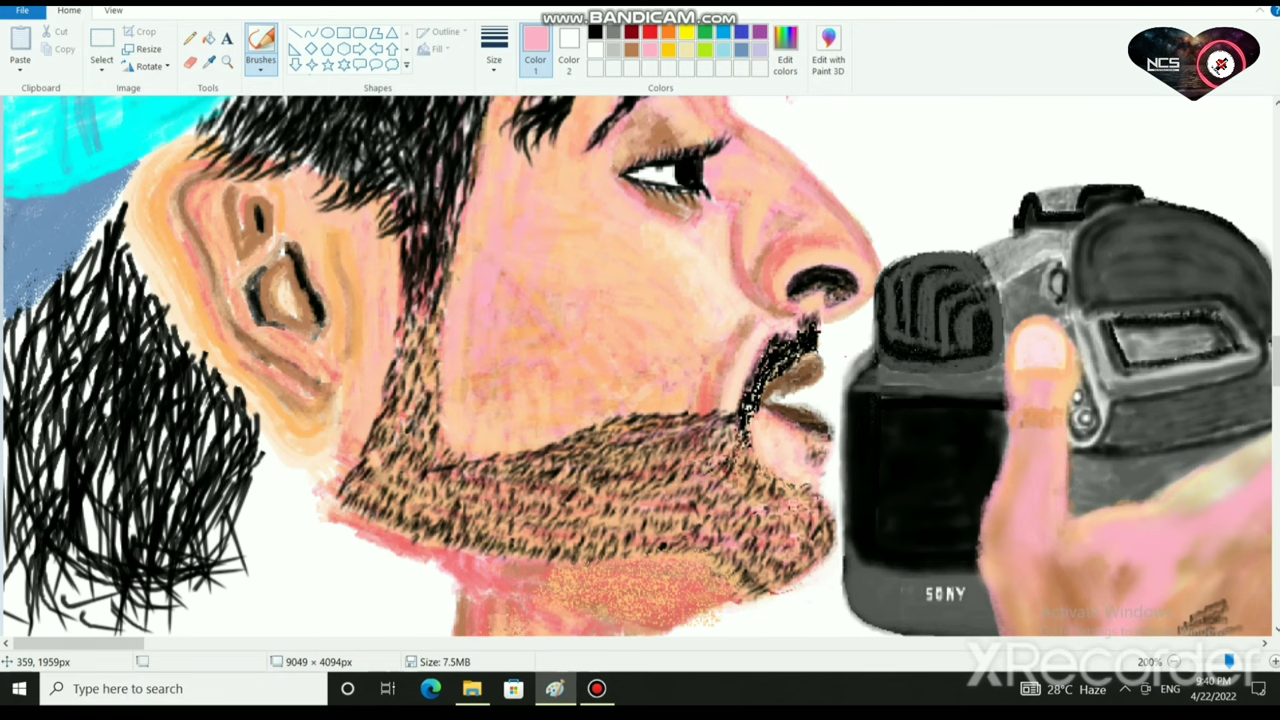 www.BANDICAM.com
File
Home
View
Paste
Cut
Copy
Clipboard
Select
Crop
Resize
Rotate
Image
Tools
Brushes
Shapes
Outline
Fill
Size
Color
1
Color
2
Colors
Edit
colors
Edit with
Paint 3D
NCS
SONY
Activate Windows
359, 1959px
9049 × 4094px
Size: 7.5MB
200%
XRecorder
Type here to search
28°C Haze
ENG
9:40 PM
4/22/2022